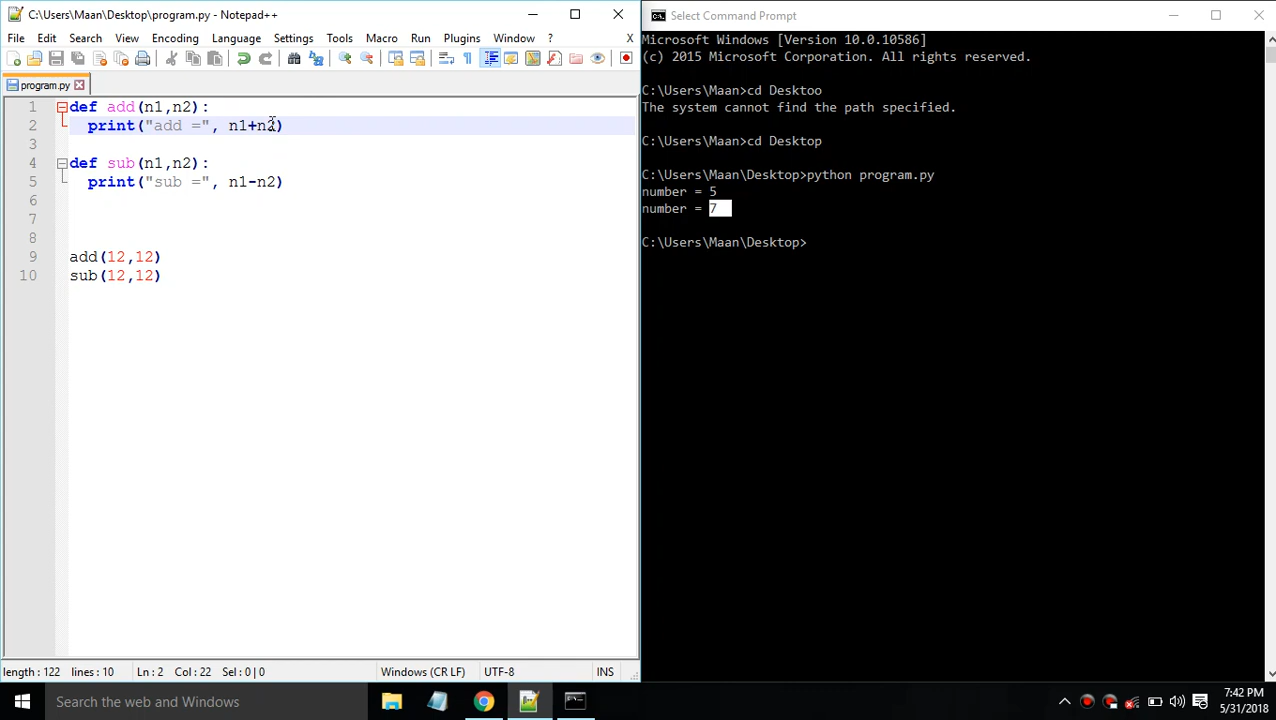 C:\Users\Maan\Desktop\program.py - Notepad++
File Edit Search View Encoding Language Settings Tools Macro Run Plugins Window ? X
program.py
1 def add(n1,n2):
2 print("add =", n1+n2)
3
4 def sub(n1,n2):
5 print("sub =", n1-n2)
6
7
8
9 add(12,12)
10 sub(12,12)
length : 122 lines : 10 Ln : 2 Col : 22 Sel : 0 | 0 Windows (CR LF) UTF-8 INS
Select Command Prompt
Microsoft Windows [Version 10.0.10586]
(c) 2015 Microsoft Corporation. All rights reserved.
C:\Users\Maan>cd Desktoo
The system cannot find the path specified.
C:\Users\Maan>cd Desktop
C:\Users\Maan\Desktop>python program.py
number = 5
number = 7
C:\Users\Maan\Desktop>
Search the web and Windows
7:42 PM
5/31/2018